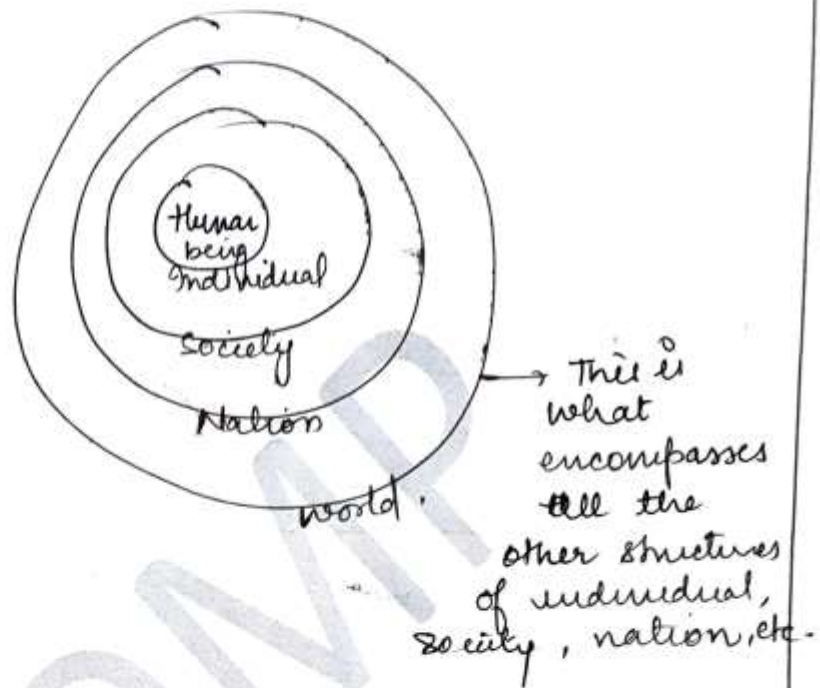 Human
being
Individual
Society
Nation
world.
This is
what
encompasses
all the
other structures
of individual,
society, nation, etc.